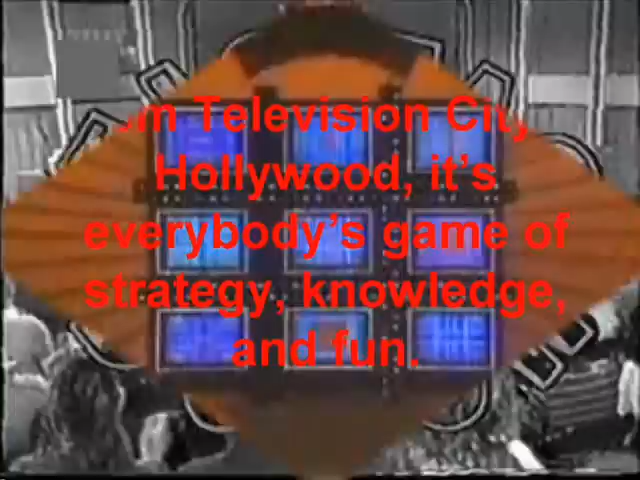 Television City
Hollywood, it's
everybody's game of
strategy, knowledge,
and fun.